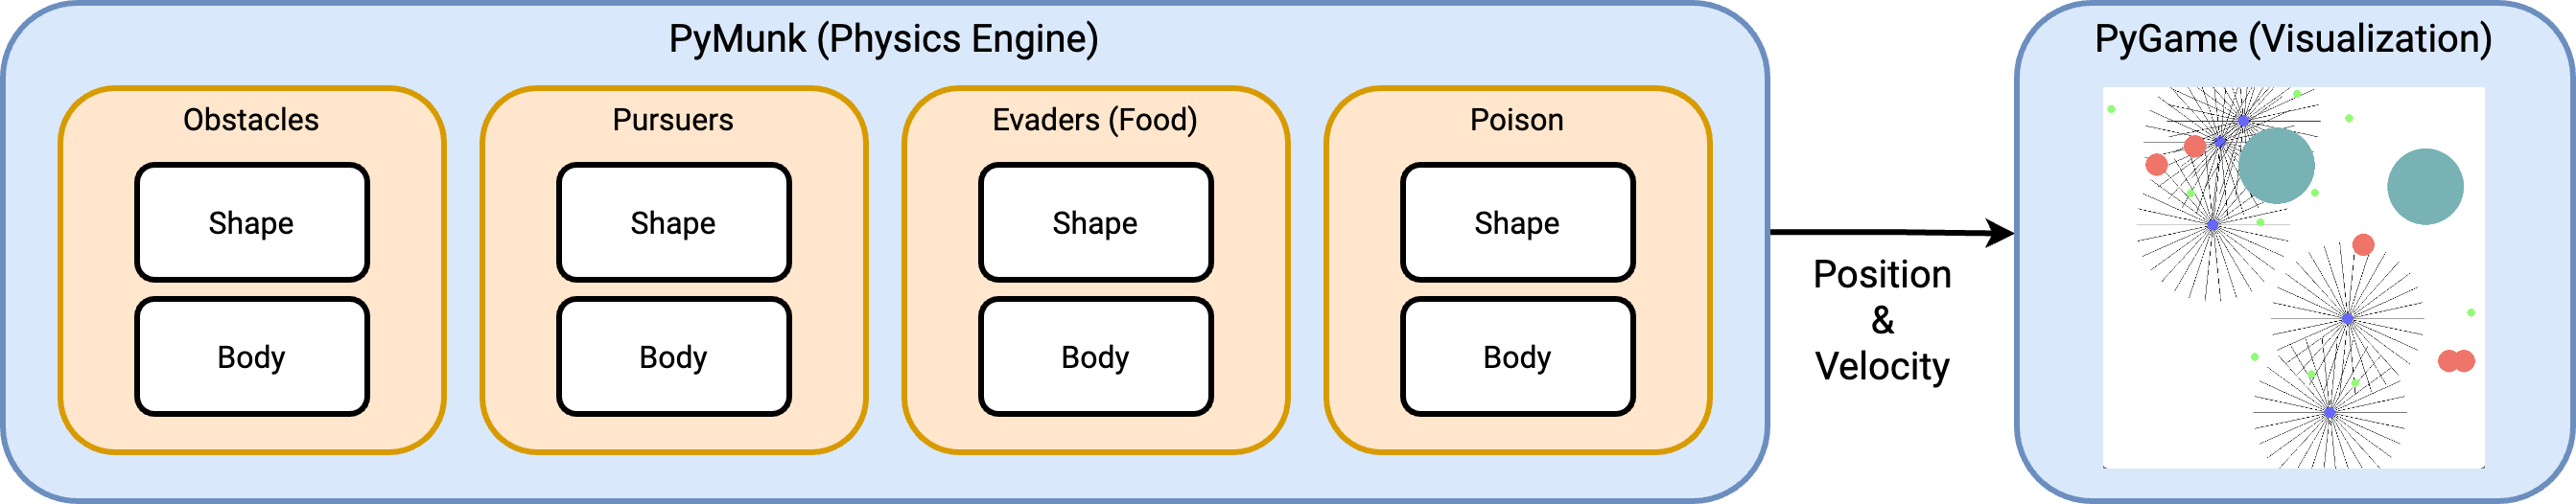 PyMunk (Physics Engine)
Obstacles
Shape
Body
Pursuers
Shape
Body
Evaders (Food)
Shape
Body
Poison
Shape
Body
Position
&
Velocity
PyGame (Visualization)